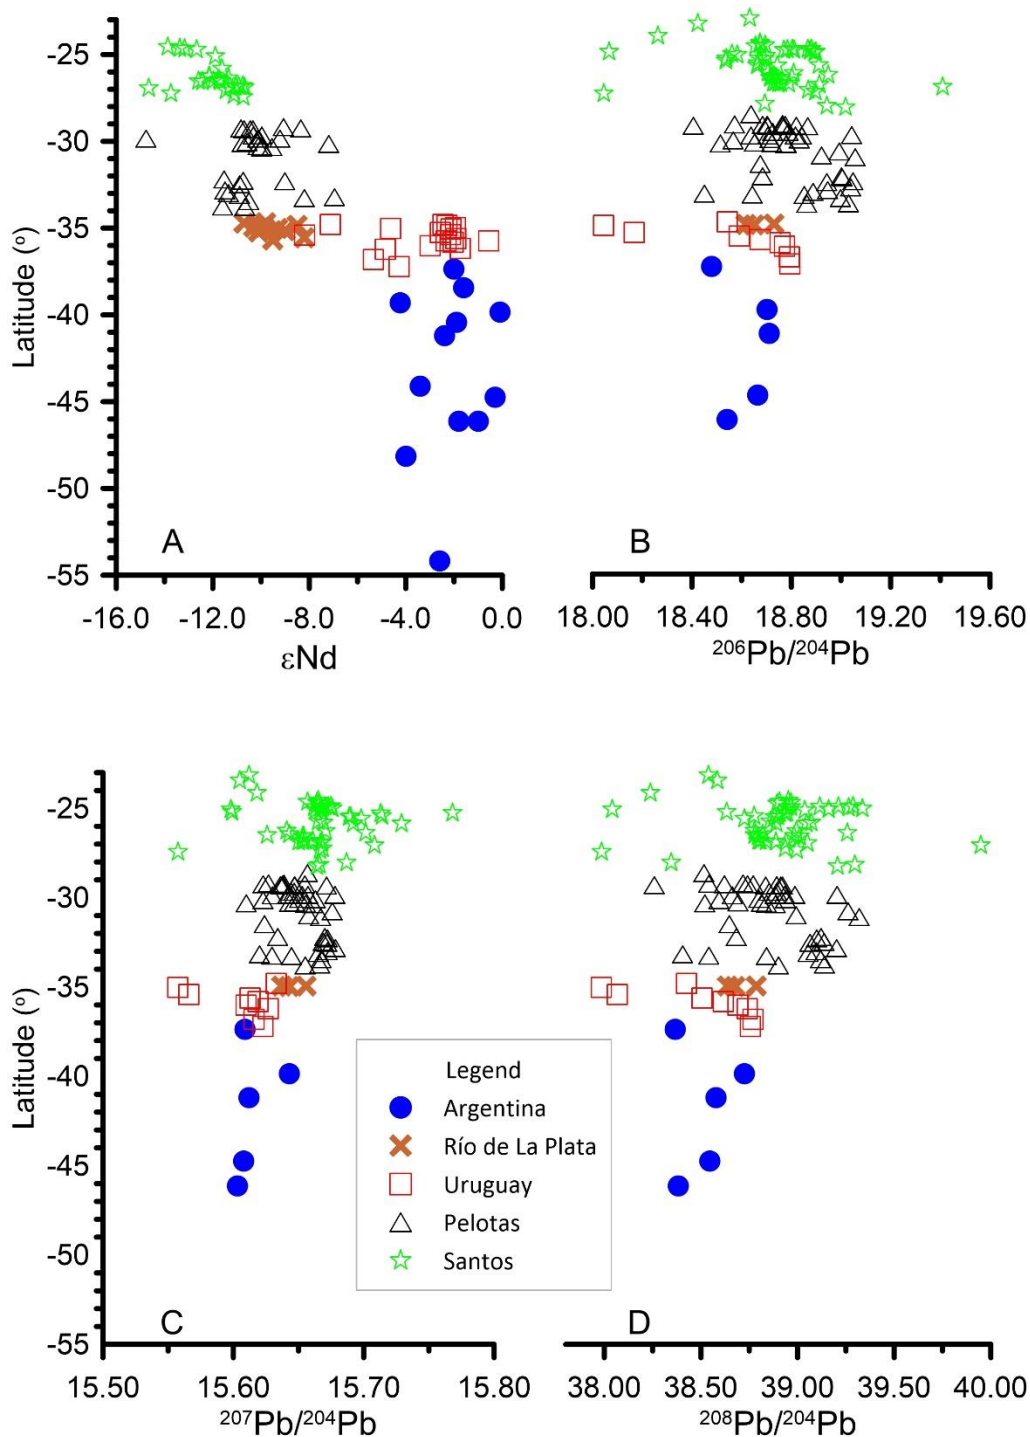 -25
-30
-35
-40
-45
-50
-55
Latitude (º)
A
B
-16.0 -12.0 -8.0 -4.0 0.0
εNd
18.00 18.40 18.80 19.20 19.60
²⁰⁶Pb/²⁰⁴Pb
-25
-30
-35
-40
-45
-50
-55
Latitude (º)
Legend
Argentina
Río de La Plata
Uruguay
Pelotas
Santos
C
D
15.50 15.60 15.70 15.80
²⁰⁷Pb/²⁰⁴Pb
38.00 38.50 39.00 39.50 40.00
²⁰⁸Pb/²⁰⁴Pb